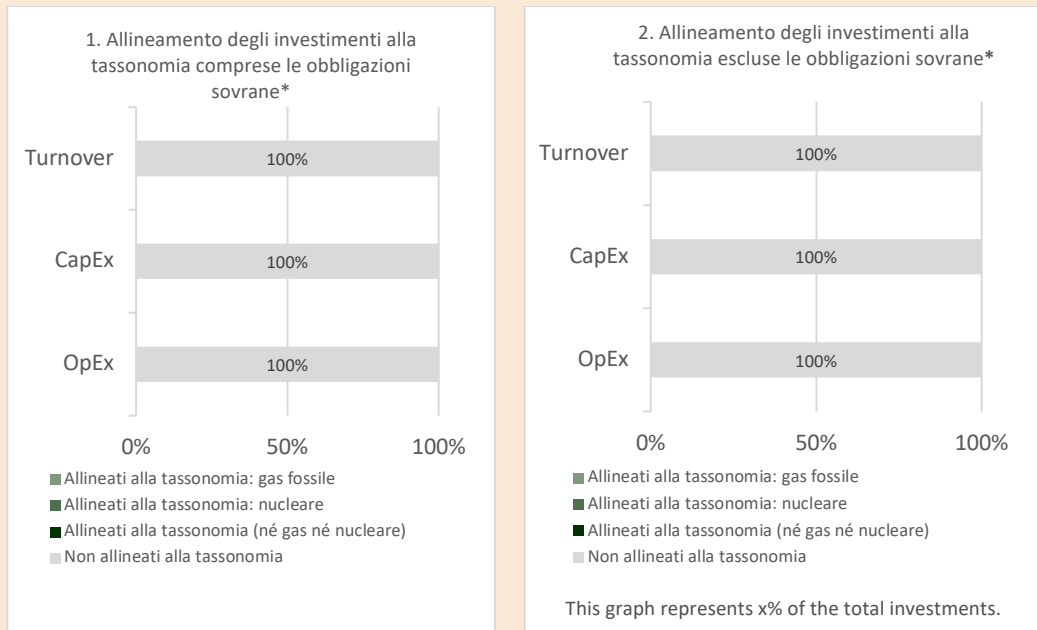 1. Allineamento degli investimenti alla
tassonomia comprese le obbligazioni
sovrane*
Turnover
100%
CapEx
100%
OpEx
100%
0%
50%
100%
Allineati alla tassonomia: gas fossile
Allineati alla tassonomia: nucleare
Allineati alla tassonomia (né gas né nucleare)
Non allineati alla tassonomia
2. Allineamento degli investimenti alla
tassonomia escluse le obbligazioni sovrane*
Turnover
100%
CapEx
100%
OpEx
100%
0%
50%
100%
Allineati alla tassonomia: gas fossile
Allineati alla tassonomia: nucleare
Allineati alla tassonomia (né gas né nucleare)
Non allineati alla tassonomia
This graph represents x% of the total investments.